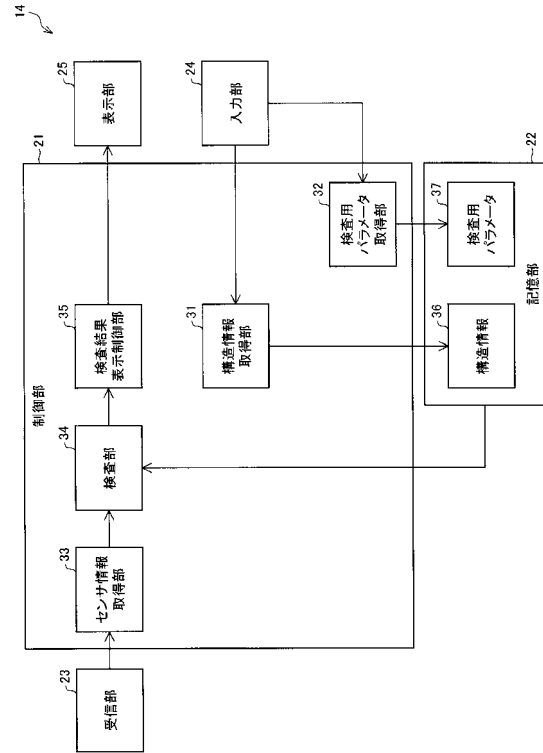 14
23
受信部
21
制御部
33
センサ情報
取得部
34
検査部
35
検査結果
表示制御部
25
表示部
31
構造情報
取得部
24
入力部
32
検査用
パラメータ
取得部
22
記憶部
36
構造情報
37
検査用
パラメータ